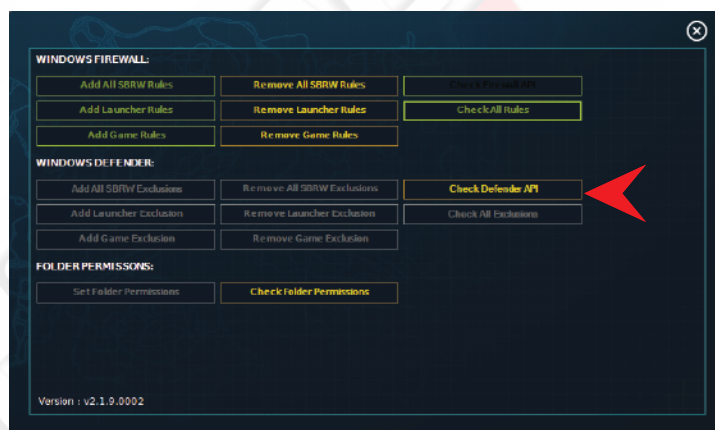 WINDOWS FIREWALL:
Add All SBRW Rules Remove All SBRW Rules Check Firewall API
Add Launcher Rules Remove Launcher Rules Check All Rules
Add Game Rules Remove Game Rules
WINDOWS DEFENDER:
Add All SBRW Exclusions Remove All SBRW Exclusions Check Defender API
Add Launcher Exclusion Remove Launcher Exclusion Check All Exclusions
Add Game Exclusion Remove Game Exclusion
FOLDER PERMISSONS:
Set Folder Permissions Check Folder Permissions
Version : v2.1.9.0002